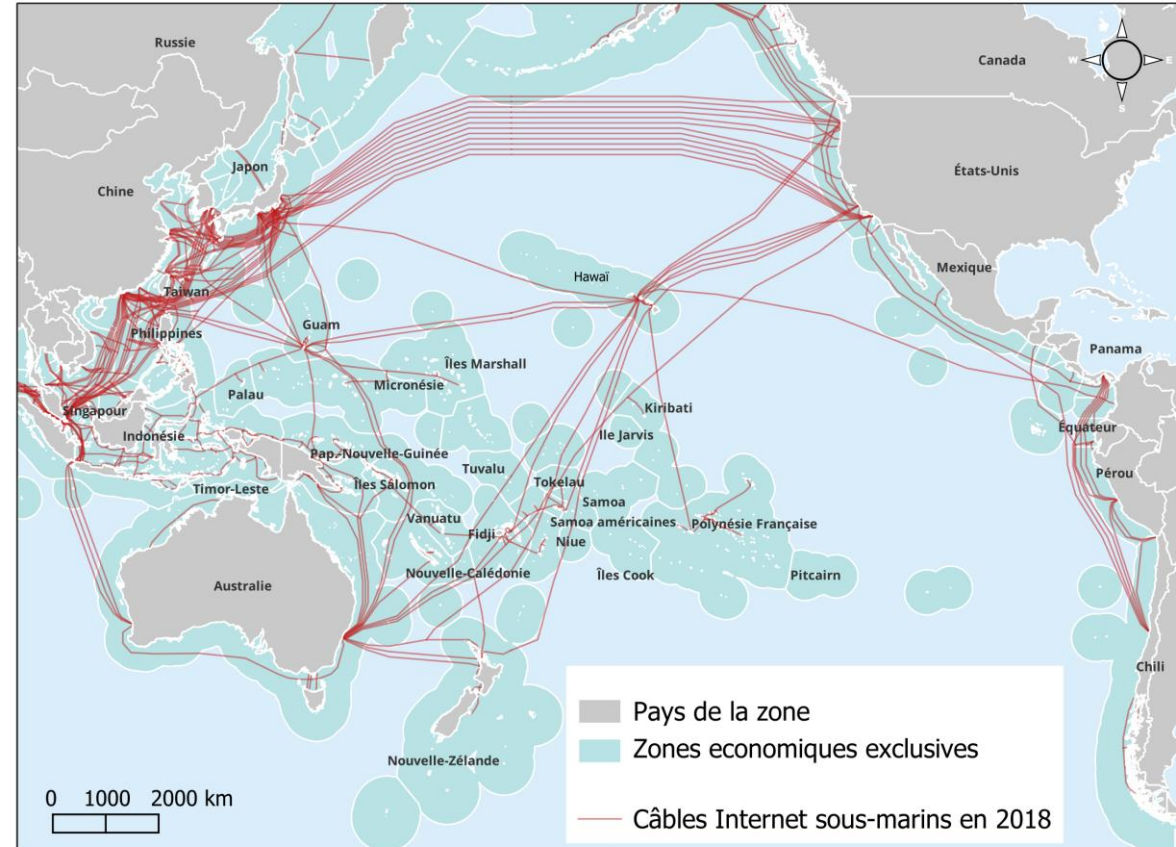 Russie
Canada
N
W
E
S
Japon
Chine
États-Unis
Mexique
Hawaï
Taiwan
Guam
Philippines
Îles Marshall
Panama
Micronésie
Palau
Kiribati
Singapour
Équateur
Indonésie
Ile Jarvis
Pap.-Nouvelle-Guinée
Pérou
Tuvalu
Timor-Leste
Îles Salomon
Tokelau
Samoa
Vanuatu
Samoa américaines
Polynésie Française
Fidji
Niue
Nouvelle-Calédonie
Îles Cook
Pitcairn
Australie
Chili
Pays de la zone
Zones economiques exclusives
Nouvelle-Zélande
0 1000 2000 km
Câbles Internet sous-marins en 2018